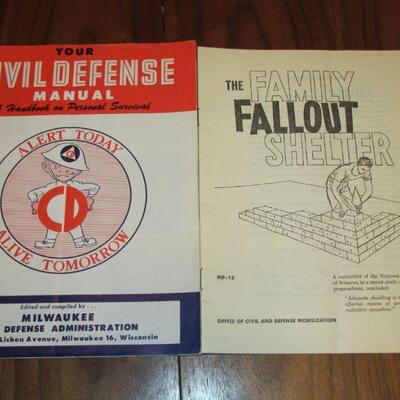 YOUR
IVIL DEFENSE
MANUAL
A Handbook on Personal Survival
ALERT TODAY
CD
ALIVE TOMORROW
Edited and compiled by . . . .
MILWAUKEE
DEFENSE ADMINISTRATION
Lisbon Avenue, Milwaukee 16, Wisconsin
THE FAMILY
FALLOUT
SHELTER
MP-15
A committee of the National
of Sciences, in a recent study
preparedness, concluded:
"Adequate shielding is the
effective means of
radiation casualties."
OFFICE OF CIVIL AND DEFENSE MOBILIZATION